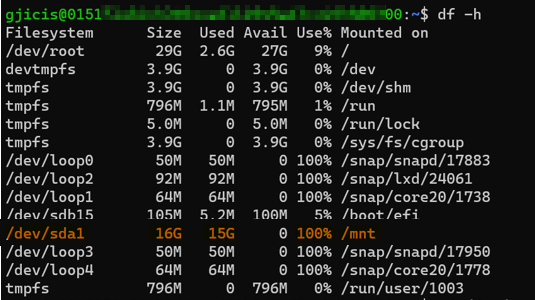 gjicis@0151 00:~$ df -h
Filesystem Size Used Avail Use% Mounted on
/dev/root 29G 2.6G 27G 9% /
devtmpfs 3.9G 0 3.9G 0% /dev
tmpfs 3.9G 0 3.9G 0% /dev/shm
tmpfs 796M 1.1M 795M 1% /run
tmpfs 5.0M 0 5.0M 0% /run/lock
tmpfs 3.9G 0 3.9G 0% /sys/fs/cgroup
/dev/loop0 50M 50M 0 100% /snap/snapd/17883
/dev/loop2 92M 92M 0 100% /snap/lxd/24061
/dev/loop1 64M 64M 0 100% /snap/core20/1738
/dev/sdb15 105M 5.2M 100M 5% /boot/efi
/dev/sda1 16G 15G 0 100% /mnt
/dev/loop3 50M 50M 0 100% /snap/snapd/17950
/dev/loop4 64M 64M 0 100% /snap/core20/1778
tmpfs 796M 0 796M 0% /run/user/1003